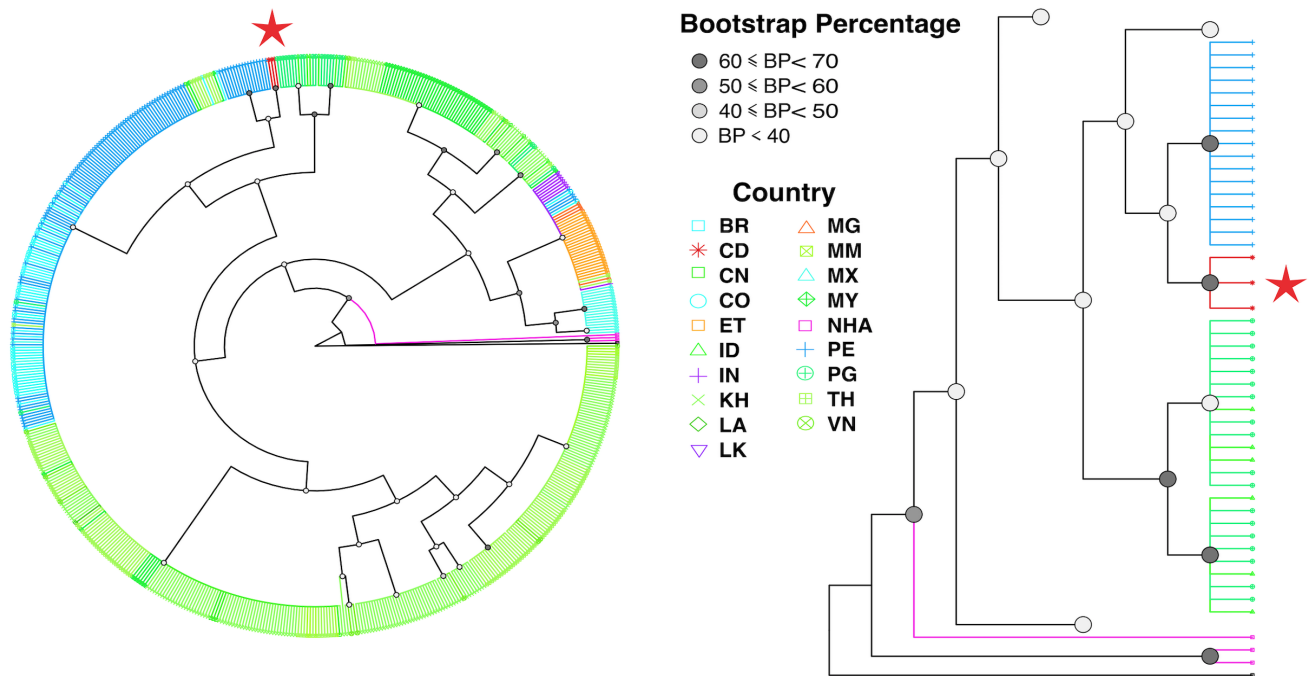 Bootstrap Percentage
60 ⩽ BP< 70
50 ⩽ BP< 60
40 ⩽ BP< 50
BP < 40
Country
BR MG
CD MM
CN MX
CO MY
ET NHA
ID PE
IN PG
KH TH
LA VN
LK